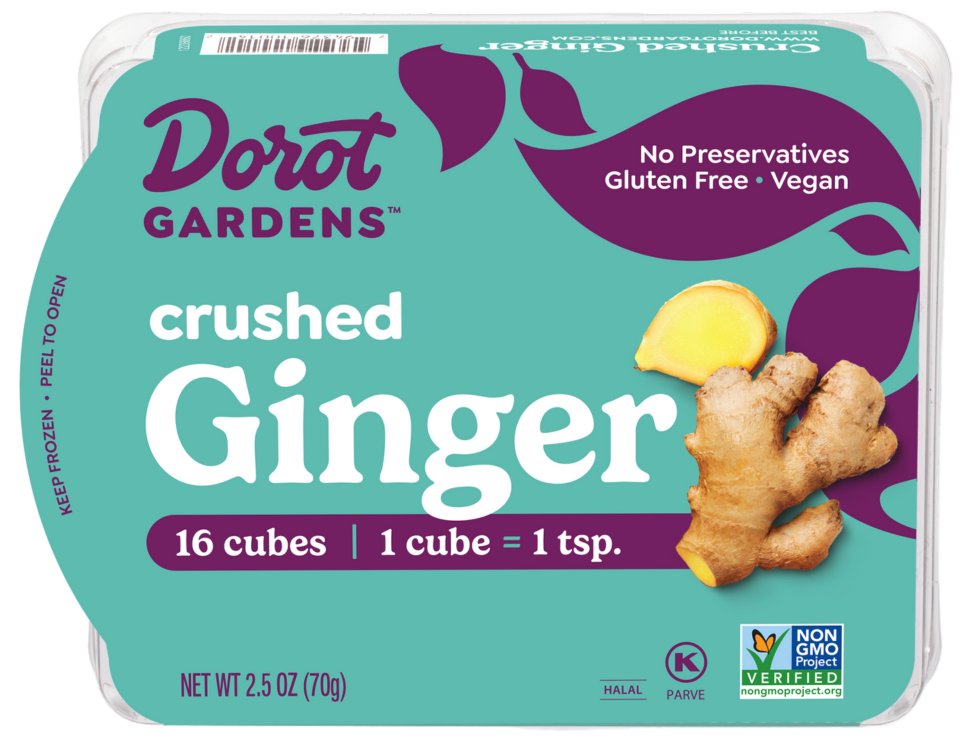 Crushed Ginger
WWW.DOROTGARDENS.COM
BEST BEFORE
Dorot
GARDENS™
No Preservatives
Gluten Free • Vegan
KEEP FROZEN • PEEL TO OPEN
crushed
Ginger
16 cubes | 1 cube = 1 tsp.
NET WT 2.5 OZ (70g)
HALAL
K
PARVE
NON
GMO
Project
VERIFIED
nongmoproject.org